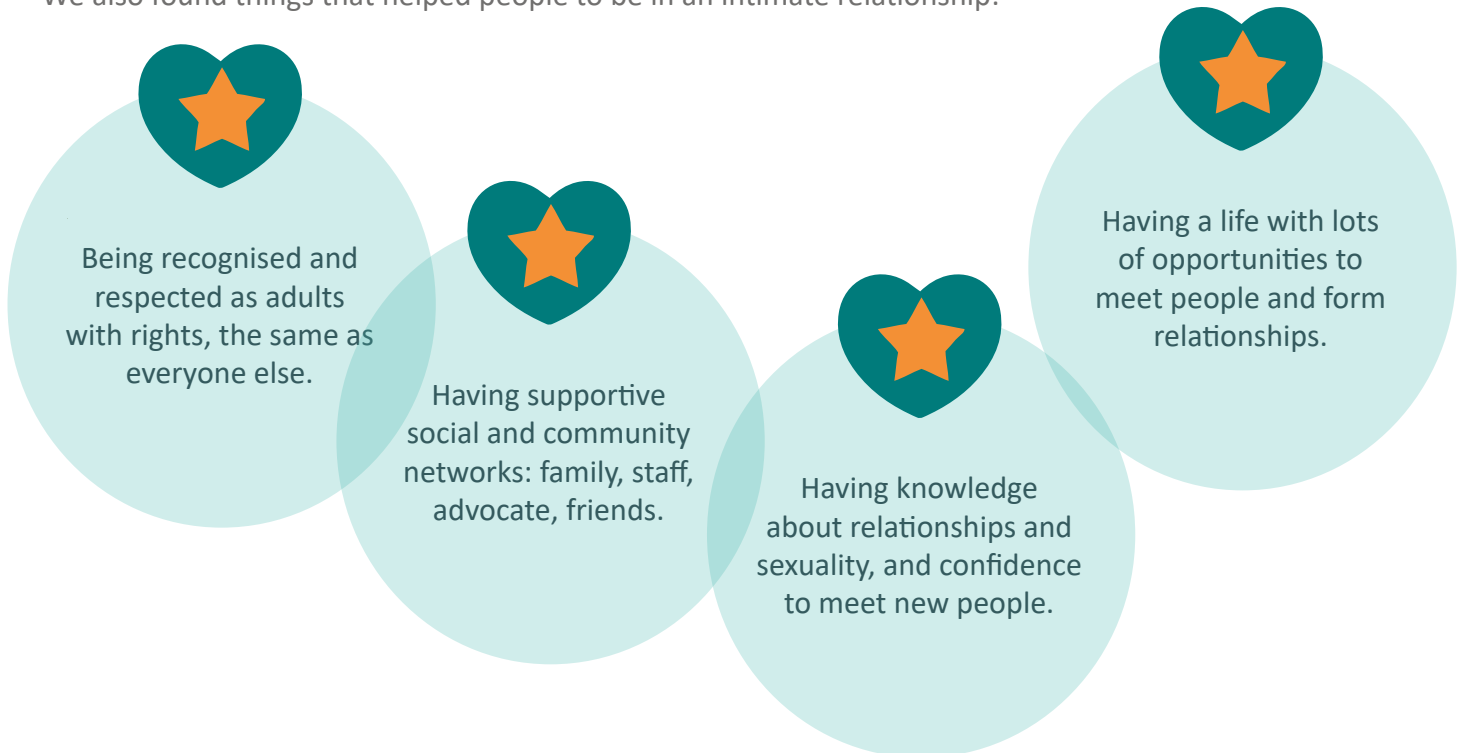 We also found things that helped people to be in an intimate relationship.
Being recognised and
respected as adults
with rights, the same as
everyone else.
Having supportive
social and community
networks: family, staff,
advocate, friends.
Having knowledge
about relationships and
sexuality, and confidence
to meet new people.
Having a life with lots
of opportunities to
meet people and form
relationships.